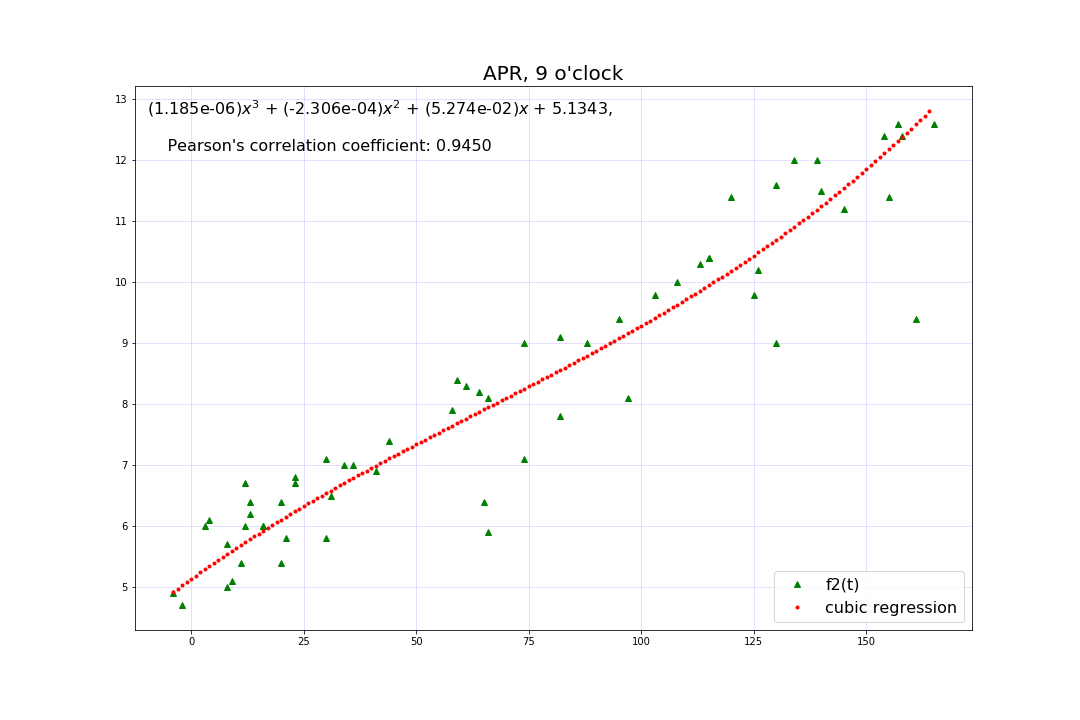 APR, 9 o'clock
(1.185e-06)x³ + (-2.306e-04)x² + (5.274e-02)x + 5.1343,
Pearson's correlation coefficient: 0.9450
13
12
11
10
9
8
7
6
5
f2(t)
cubic regression
0 25 50 75 100 125 150